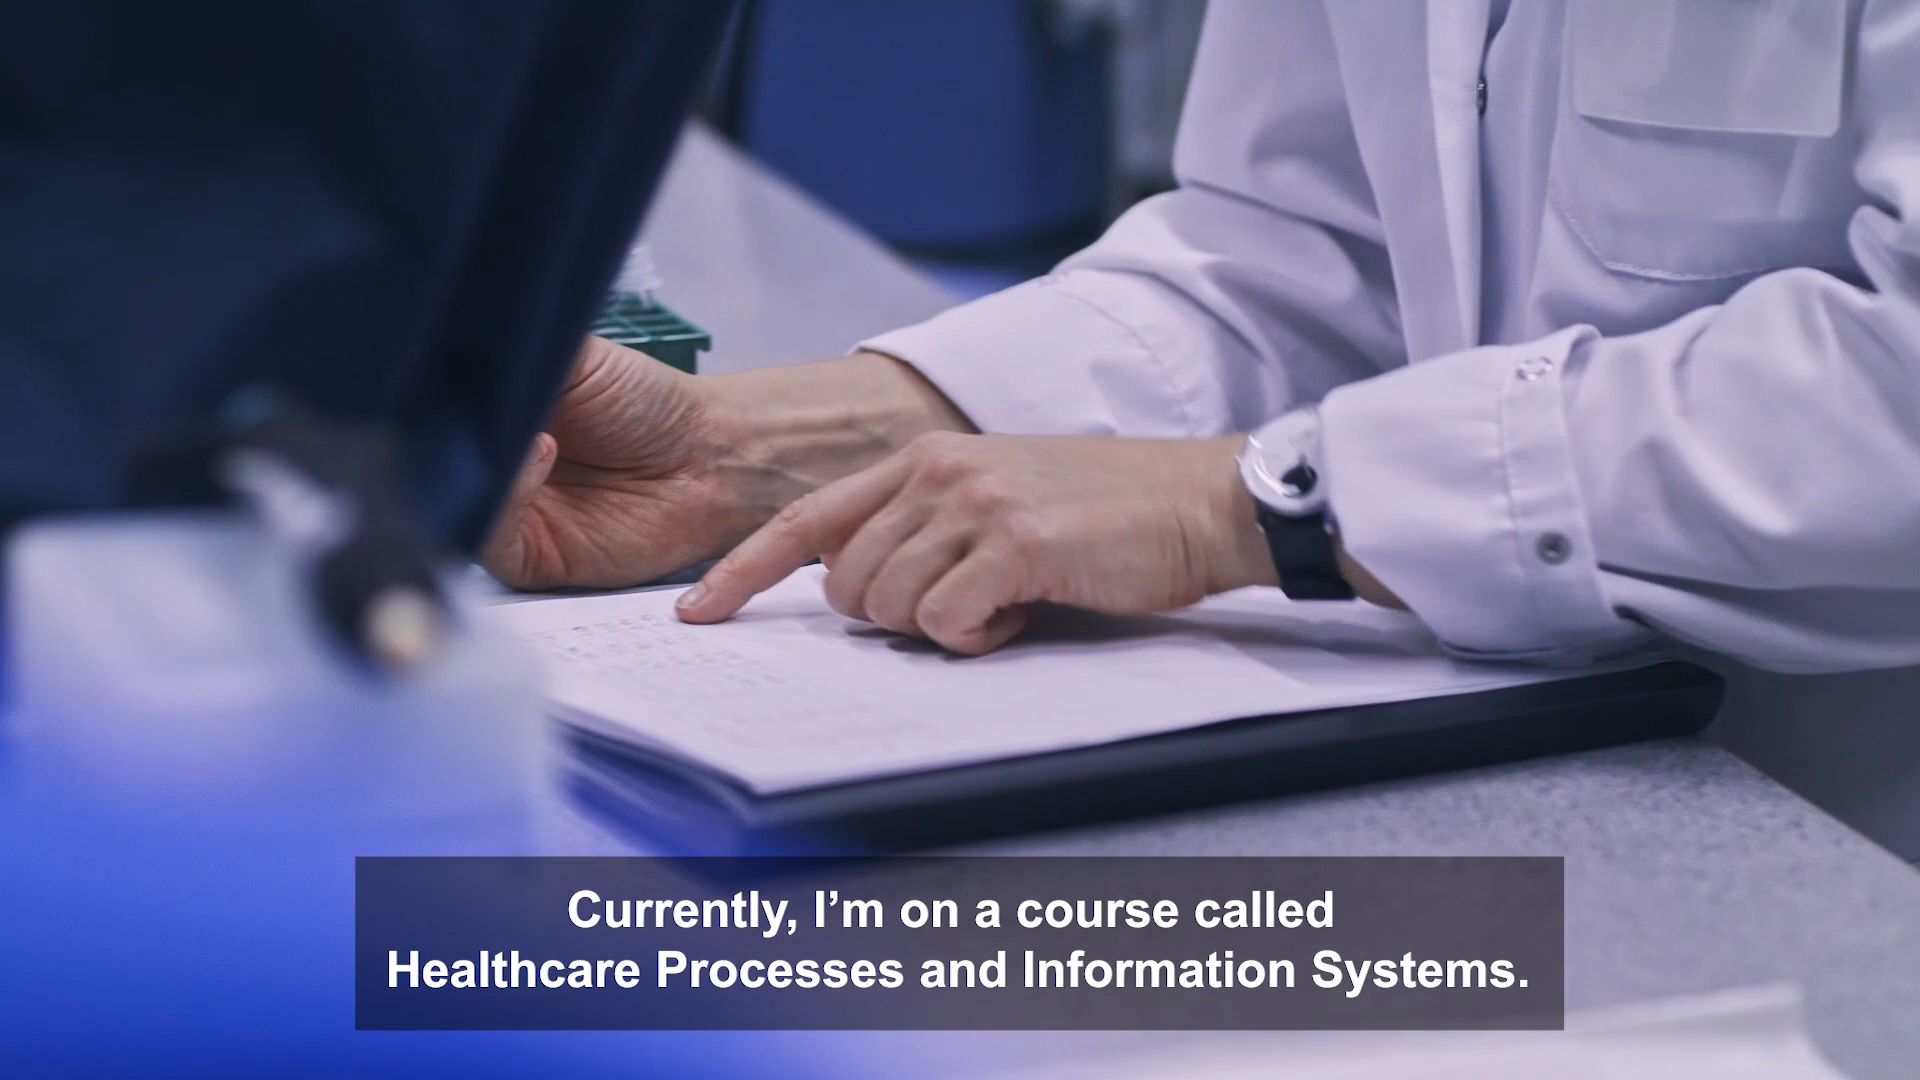 Currently, I’m on a course called
Healthcare Processes and Information Systems.